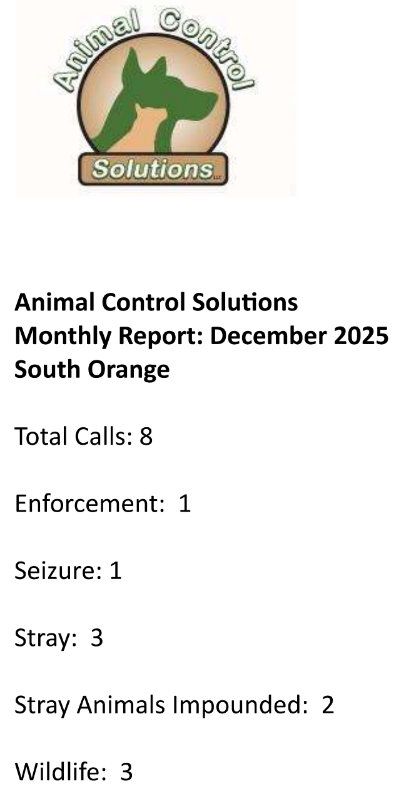 Animal Control
Solutions
Animal Control Solutions
Monthly Report: December 2025
South Orange
Total Calls: 8
Enforcement: 1
Seizure: 1
Stray: 3
Stray Animals Impounded: 2
Wildlife: 3